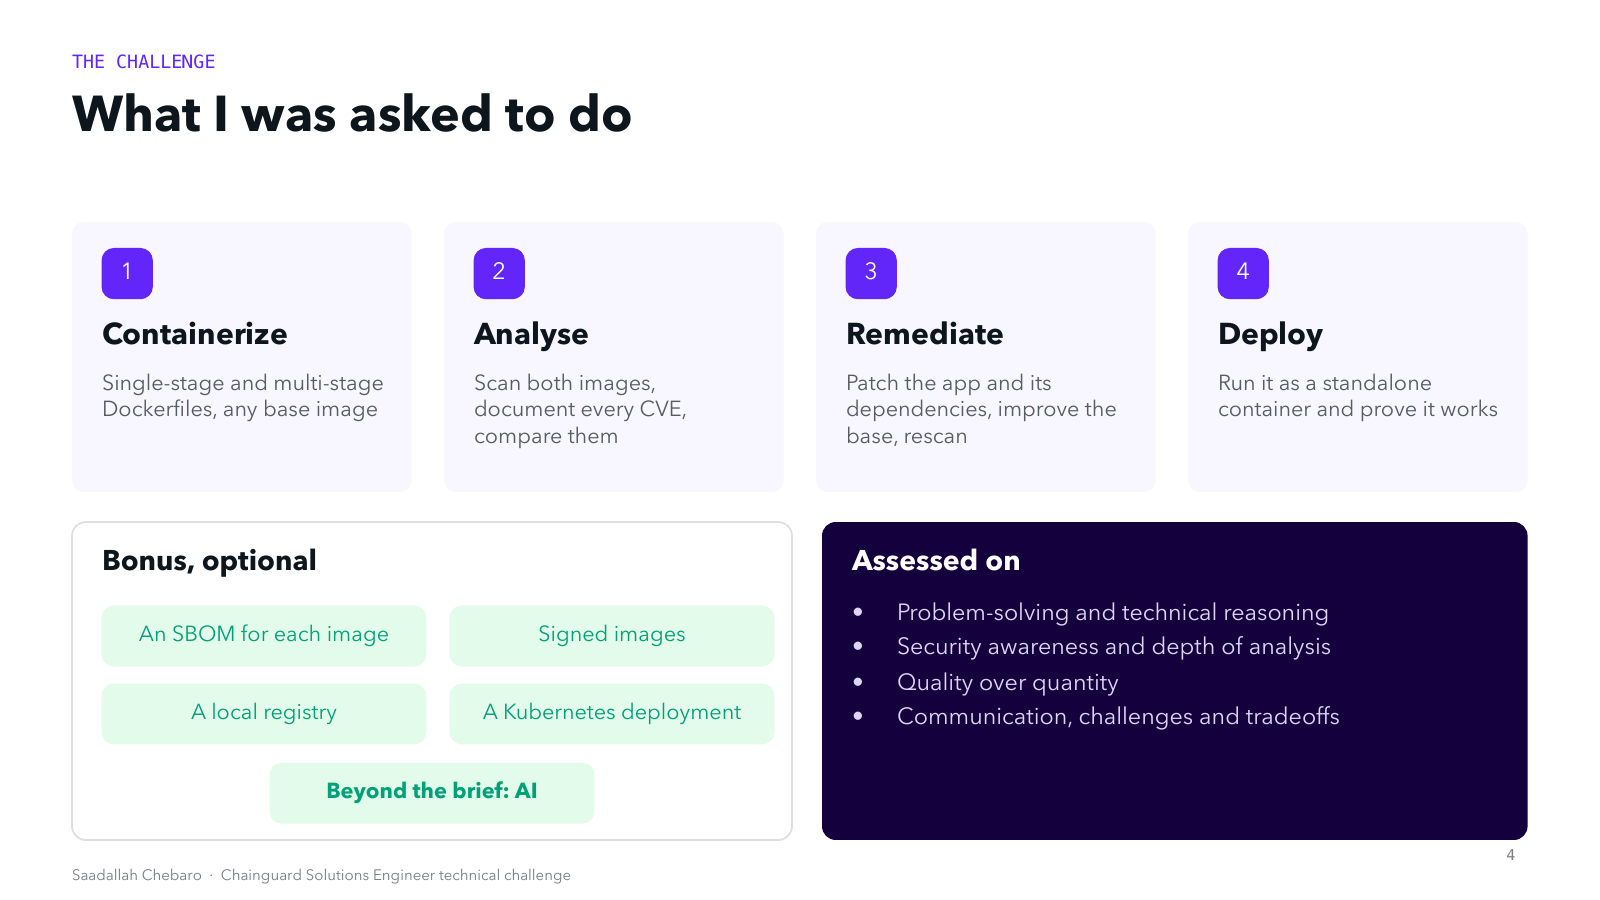 THE CHALLENGE
What I was asked to do
1
Containerize
Single-stage and multi-stage
Dockerfiles, any base image
2
Analyse
Scan both images,
document every CVE,
compare them
3
Remediate
Patch the app and its
dependencies, improve the
base, rescan
4
Deploy
Run it as a standalone
container and prove it works
Bonus, optional
An SBOM for each image
Signed images
A local registry
A Kubernetes deployment
Beyond the brief: AI
Assessed on
• Problem-solving and technical reasoning
• Security awareness and depth of analysis
• Quality over quantity
• Communication, challenges and tradeoffs
4
Saadallah Chebaro · Chainguard Solutions Engineer technical challenge